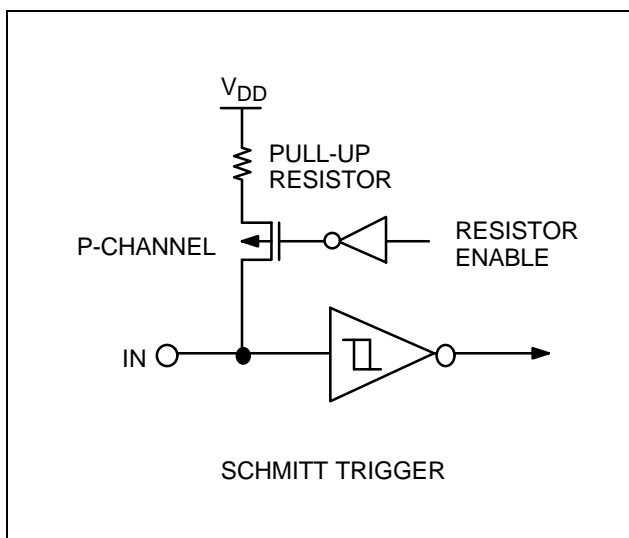 VDD
PULL-UP
RESISTOR
P-CHANNEL
RESISTOR
ENABLE
IN
SCHMITT TRIGGER